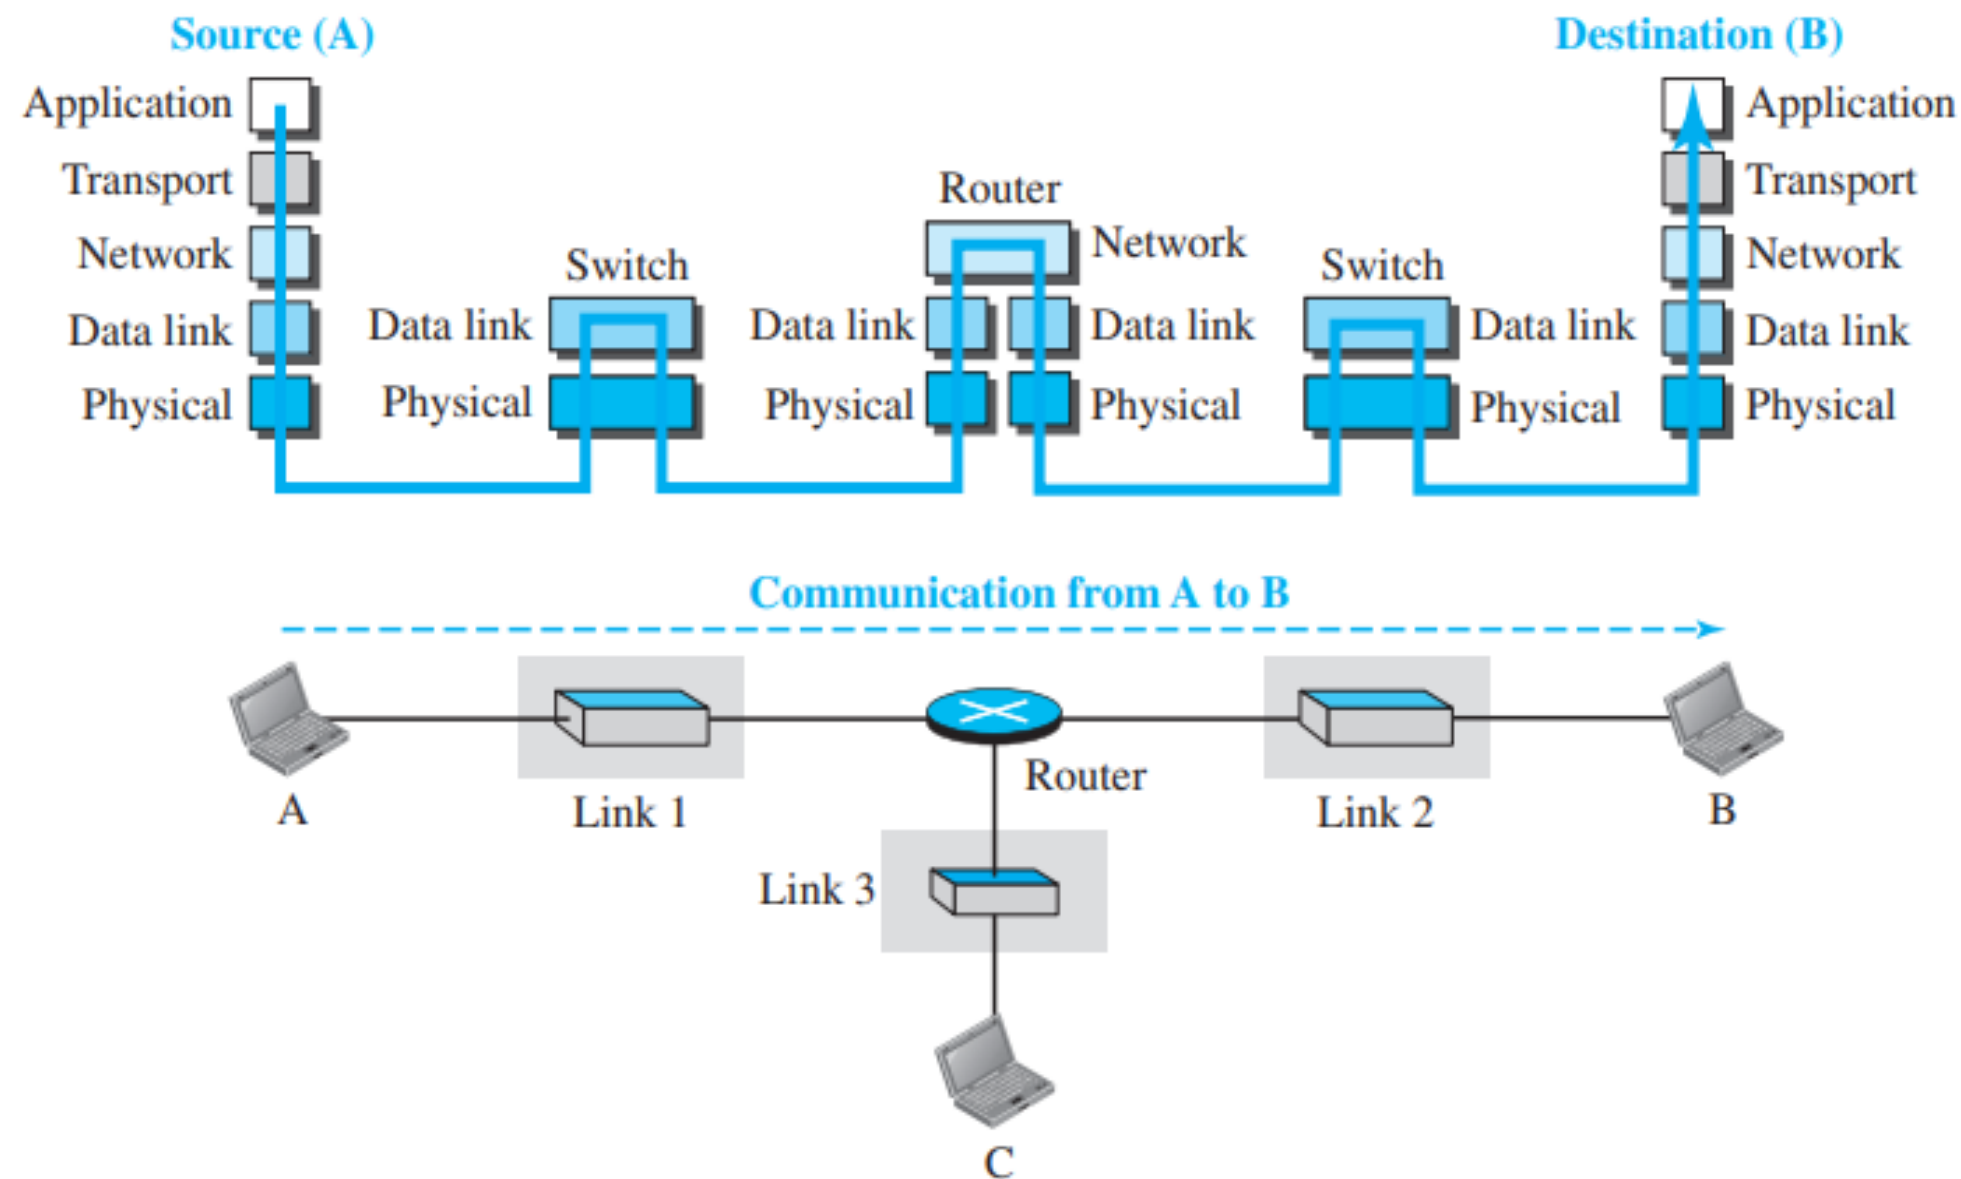 Source (A)
Destination (B)
Application
Application
Transport
Transport
Router
Network
Network
Network
Switch
Switch
Data link
Data link
Data link
Data link
Data link
Data link
Physical
Physical
Physical
Physical
Physical
Physical
Communication from A to B
A
Link 1
Router
Link 2
B
Link 3
C